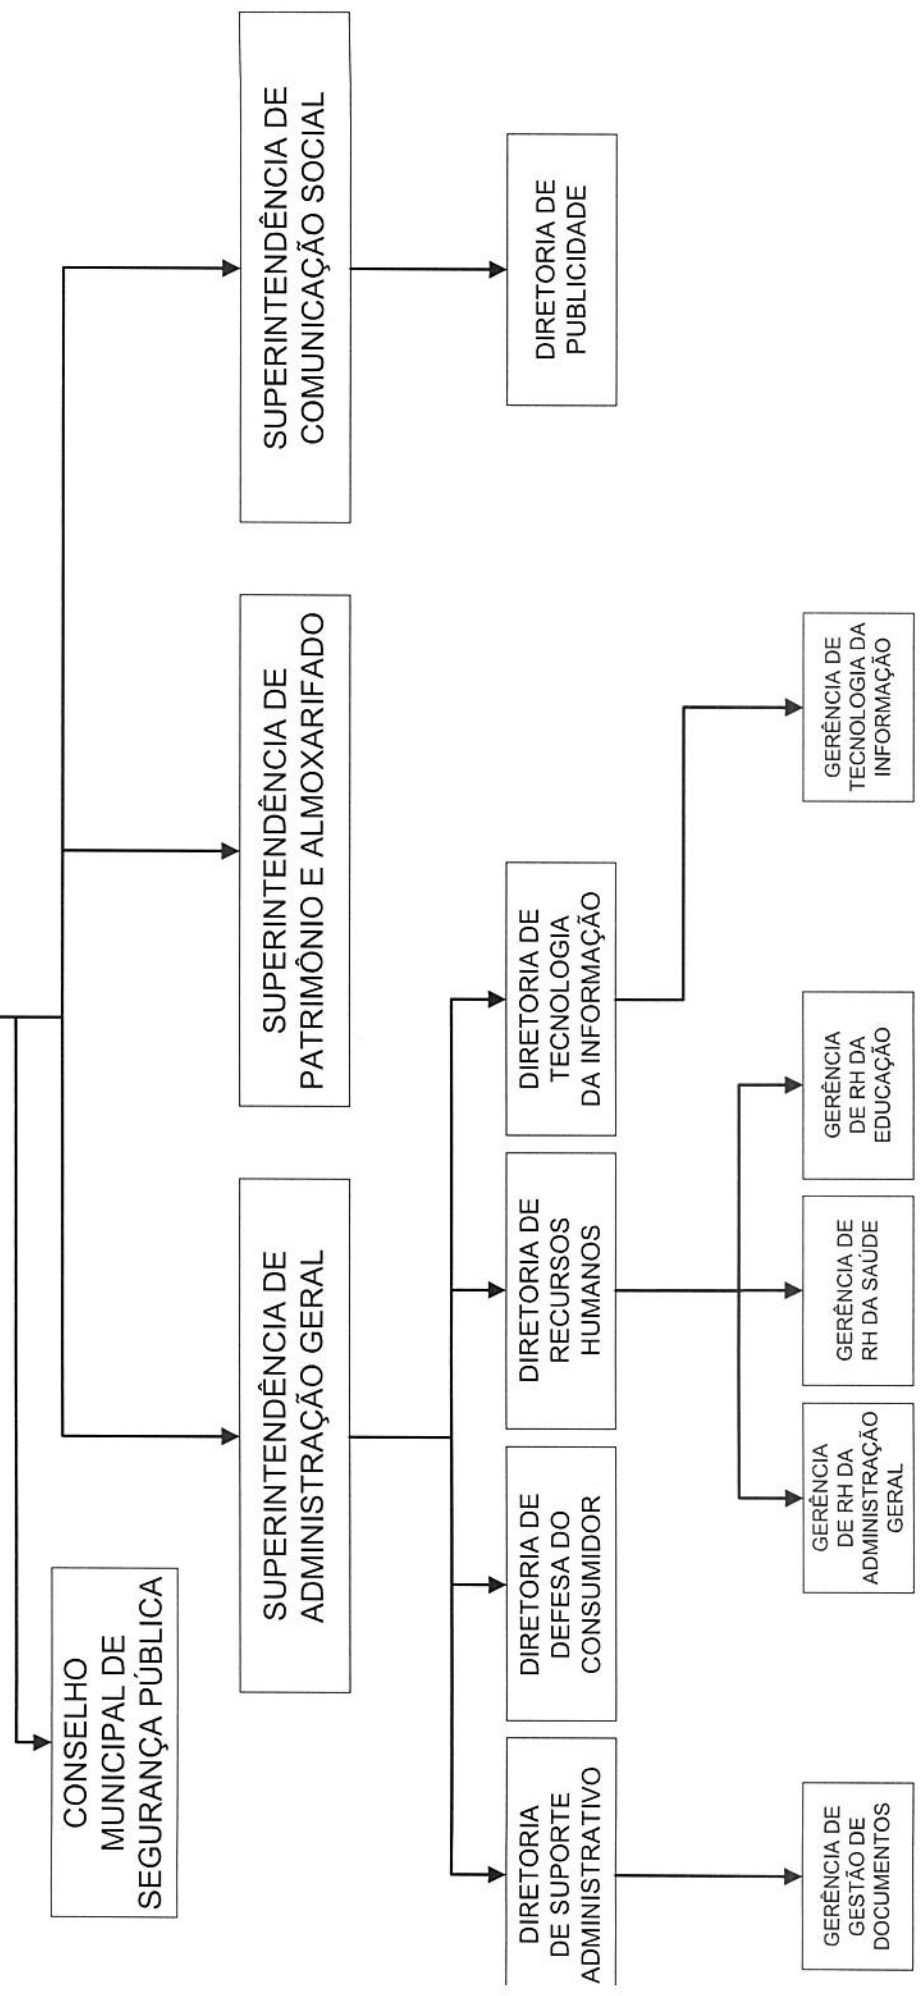 CONSELHO
MUNICIPAL DE
SEGURANÇA PÚBLICA
SUPERINTENDÊNCIA DE
ADMINISTRAÇÃO GERAL
SUPERINTENDÊNCIA DE
PATRIMÔNIO E ALMOXARIFADO
SUPERINTENDÊNCIA DE
COMUNICAÇÃO SOCIAL
DIRETORIA
DE SUPORTE
ADMINISTRATIVO
DIRETORIA DE
DEFESA DO
CONSUMIDOR
DIRETORIA DE
RECURSOS
HUMANOS
DIRETORIA DE
TECNOLOGIA
DA INFORMAÇÃO
DIRETORIA DE
PUBLICIDADE
GERÊNCIA DE
GESTÃO DE
DOCUMENTOS
GERÊNCIA
DE RH DA
ADMINISTRAÇÃO
GERAL
GERÊNCIA DE
RH DA SAÚDE
GERÊNCIA
DE RH DA
EDUCAÇÃO
GERÊNCIA DE
TECNOLOGIA DA
INFORMAÇÃO